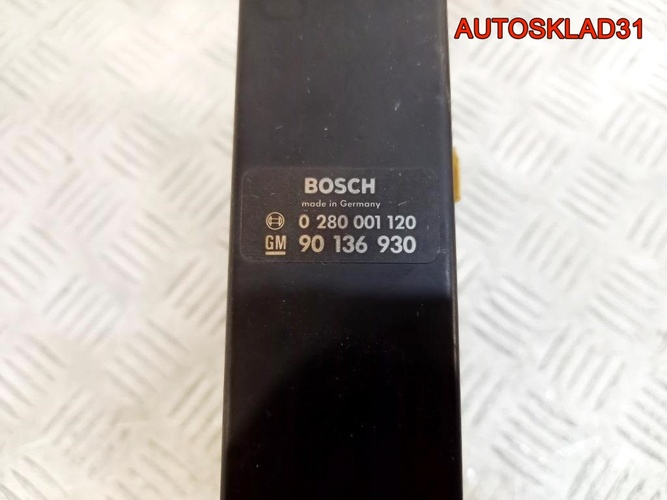 AUTOSKLAD31
BOSCH
made in Germany
0 280 001 120
GM 90 136 930